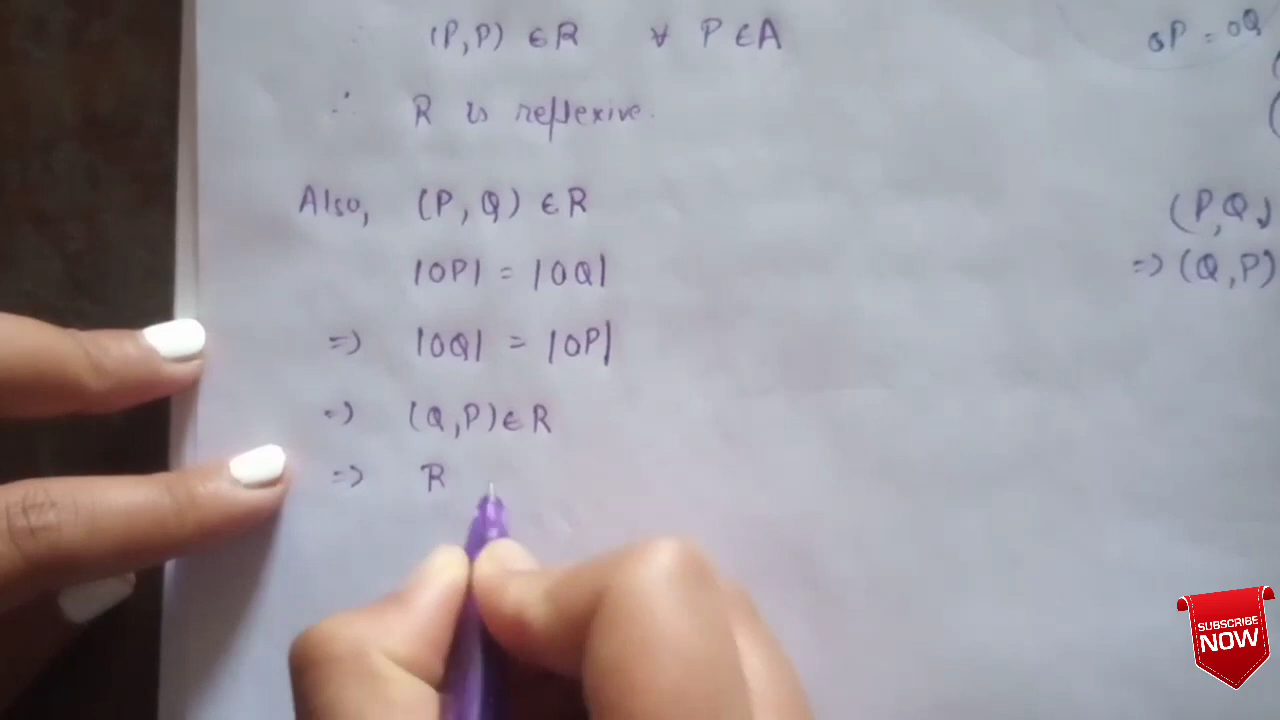 (P,P) ∈ R ∀ P ∈ A
∴ R is reflexive.
Also, (P, Q) ∈ R
|OP| = |OQ|
=> |OQ| = |OP|
=> (Q,P) ∈ R
=> R
OP = OQ
(P,Q)
=> (Q,P)
SUBSCRIBE
NOW